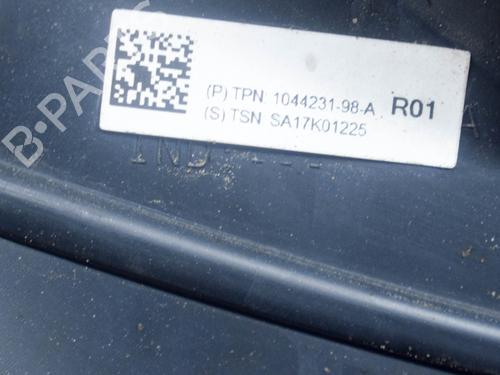 (P) TPN 1044231-98-A R01
(S) TSN SA17K01225
B-PARTS